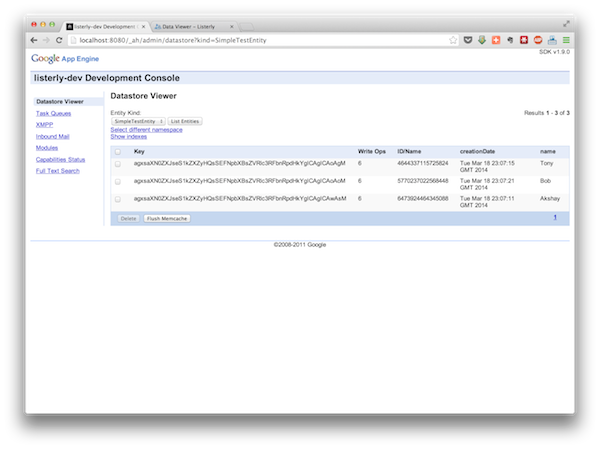 listerly-dev Development C
Data Viewer – Listerly
localhost:8080/_ah/admin/datastore?kind=SimpleTestEntity
SDK v1.9.0
Google App Engine
listerly-dev Development Console
Datastore Viewer
Task Queues
XMPP
Inbound Mail
Modules
Capabilities Status
Full Text Search
Datastore Viewer
Entity Kind:
SimpleTestEntity List Entities
Results 1 - 3 of 3
Select different namespace
Show indexes
Key Write Ops ID/Name creationDate name
6 4644337115725824 Tue Mar 18 23:07:15 GMT 2014 Tony
6 5770237022568448 Tue Mar 18 23:07:21 GMT 2014 Bob
6 6473924464345088 Tue Mar 18 23:07:11 GMT 2014 Akshay
Delete Flush Memcache 1
©2008-2011 Google